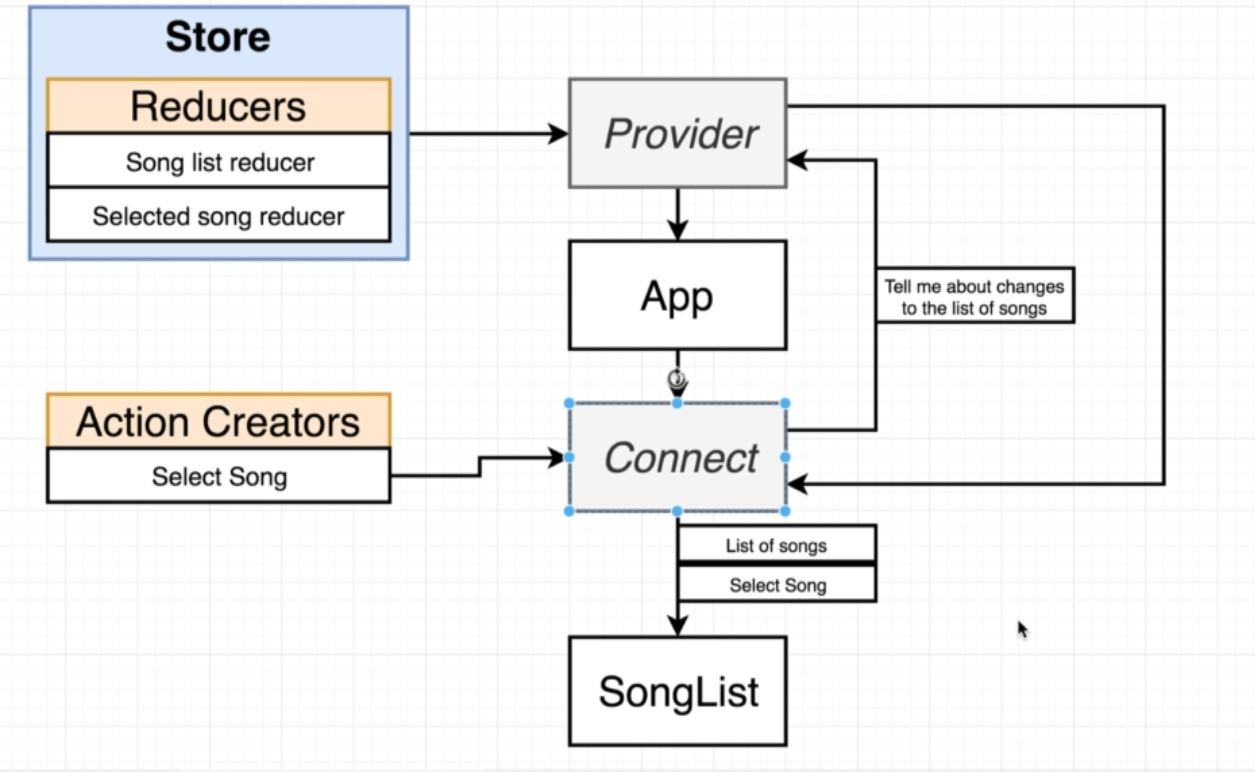 Store
Reducers
Song list reducer
Selected song reducer
Provider
App
Tell me about changes
to the list of songs
Action Creators
Select Song
Connect
List of songs
Select Song
SongList